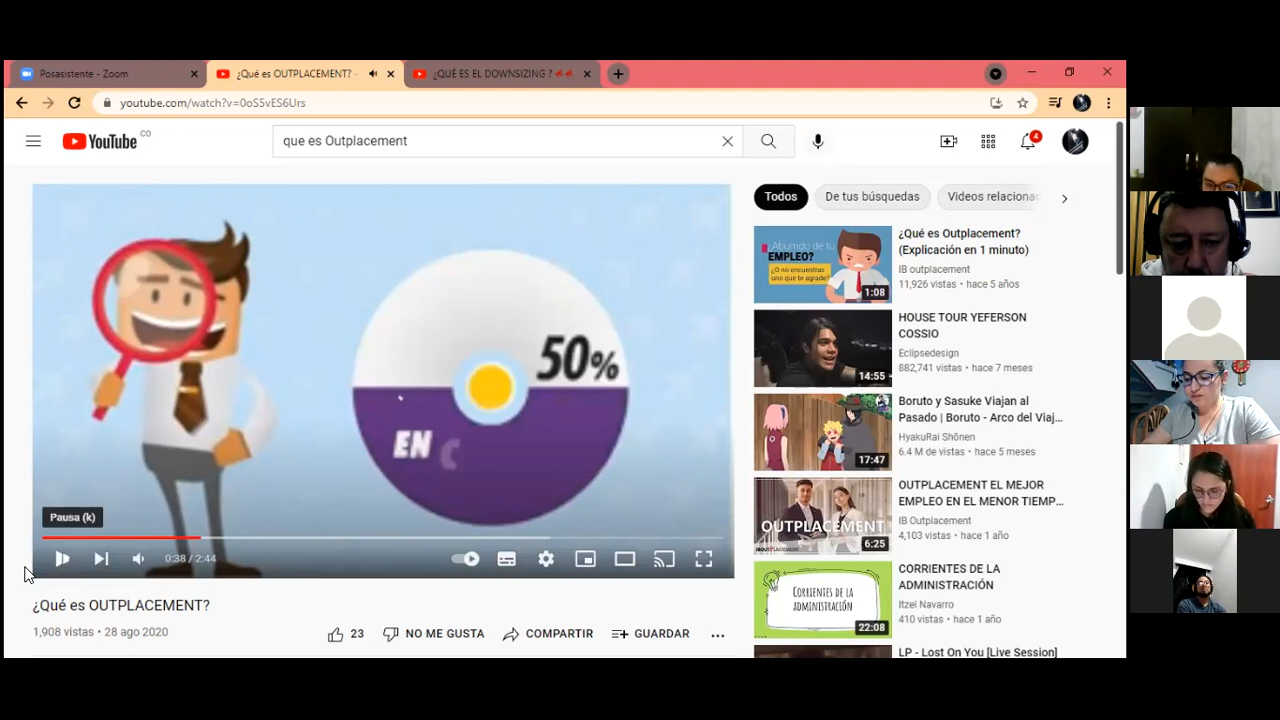 Posasistente - Zoom
¿Qué es OUTPLACEMENT? -
¿QUÉ ES EL DOWNSIZING ?
youtube.com/watch?v=0oS5vES6Urs
YouTube CO
que es Outplacement
4
50%
EN C
Pausa (k)
0:38 / 2:44
¿Qué es OUTPLACEMENT?
1,908 vistas • 28 ago 2020
23
NO ME GUSTA
COMPARTIR
GUARDAR
Todos
De tus búsquedas
Videos relaciona
¡Aburrido de tu
EMPLEO?
¿O no encuentras
uno que te agrade?
1:08
¿Qué es Outplacement?
(Explicación en 1 minuto)
IB outplacement
11,926 vistas • hace 5 años
14:55
HOUSE TOUR YEFERSON
COSSIO
Eclipsedesign
882,741 vistas • hace 7 meses
17:47
Boruto y Sasuke Viajan al
Pasado | Boruto - Arco del Viaj...
HyakuRai Shōnen
6.4 M de vistas • hace 5 meses
OUTPLACEMENT
6:25
OUTPLACEMENT EL MEJOR
EMPLEO EN EL MENOR TIEMP...
IB Outplacement
4,103 vistas • hace 1 año
CORRIENTES DE LA
ADMINISTRACIÓN
22:08
CORRIENTES DE LA
ADMINISTRACIÓN
Itzel Navarro
410 vistas • hace 1 año
LP - Lost On You [Live Session]